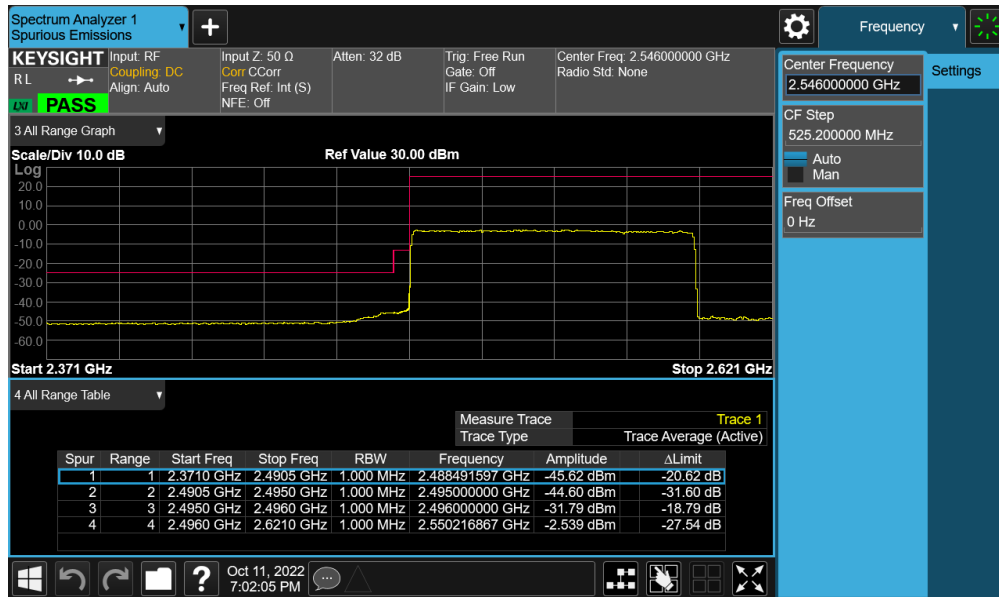 Spectrum Analyzer 1
Spurious Emissions
Frequency
KEYSIGHT
R L
LXI
PASS
Input: RF
Coupling: DC
Align: Auto
Input Z: 50 Ω
Corr CCorr
Freq Ref: Int (S)
NFE: Off
Atten: 32 dB
Trig: Free Run
Gate: Off
IF Gain: Low
Center Freq: 2.546000000 GHz
Radio Std: None
Center Frequency
2.546000000 GHz
Settings
CF Step
525.200000 MHz
Auto
Man
Freq Offset
0 Hz
3 All Range Graph
Scale/Div 10.0 dB
Ref Value 30.00 dBm
Log
20.0
10.0
0.00
-10.0
-20.0
-30.0
-40.0
-50.0
-60.0
Start 2.371 GHz
Stop 2.621 GHz
4 All Range Table
Measure Trace Trace 1
Trace Type Trace Average (Active)
Spur Range Start Freq Stop Freq RBW Frequency Amplitude ΔLimit
1 1 2.3710 GHz 2.4905 GHz 1.000 MHz 2.488491597 GHz -45.62 dBm -20.62 dB
2 2 2.4905 GHz 2.4950 GHz 1.000 MHz 2.495000000 GHz -44.60 dBm -31.60 dB
3 3 2.4950 GHz 2.4960 GHz 1.000 MHz 2.496000000 GHz -31.79 dBm -18.79 dB
4 4 2.4960 GHz 2.6210 GHz 1.000 MHz 2.550216867 GHz -2.539 dBm -27.54 dB
?
Oct 11, 2022
7:02:05 PM